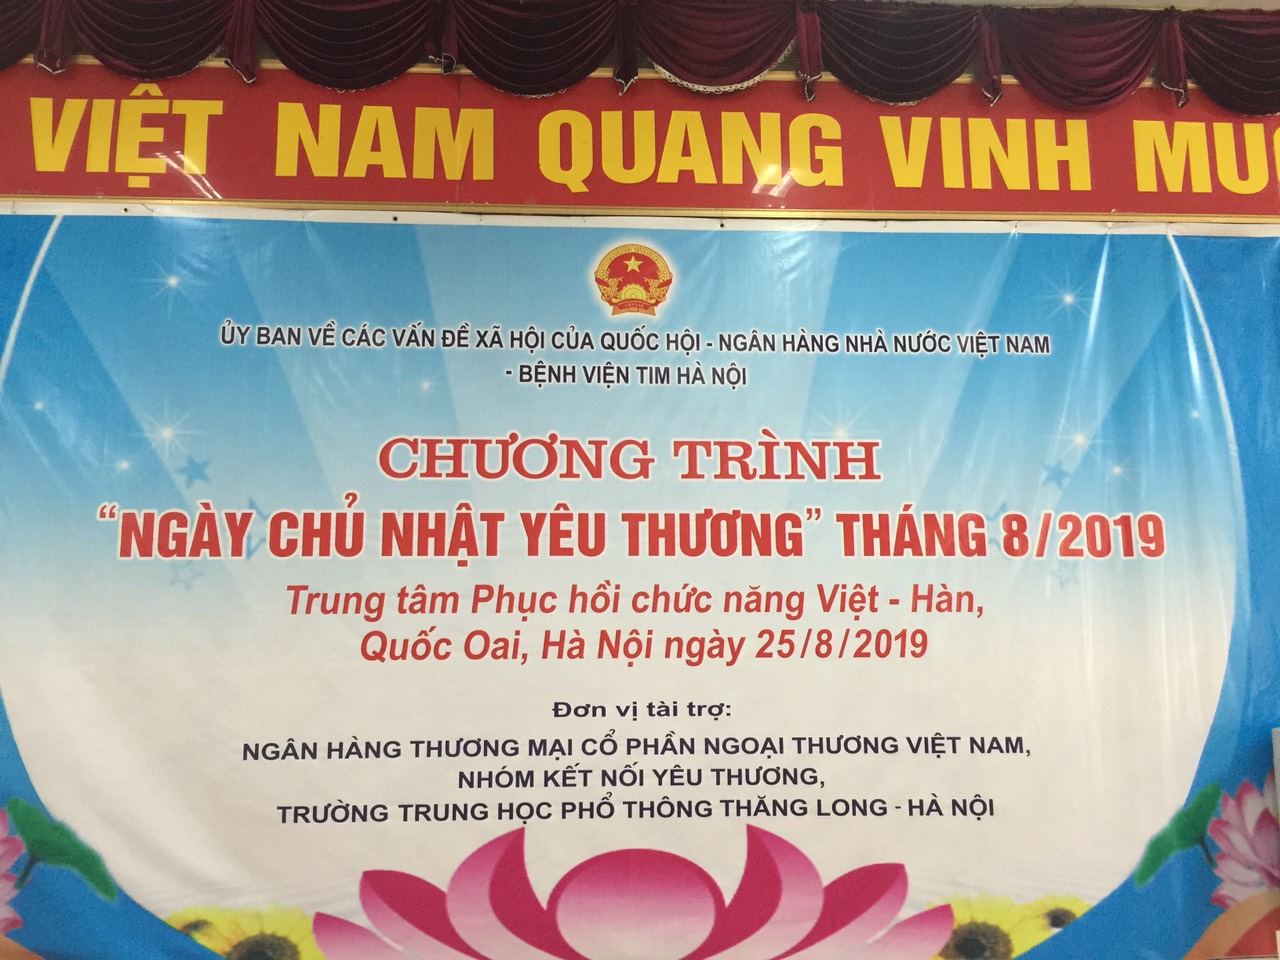 VIỆT NAM QUANG VINH
ỦY BAN VỀ CÁC VẤN ĐỀ XÃ HỘI CỦA QUỐC HỘI - NGÂN HÀNG NHÀ NƯỚC VIỆT NAM
- BỆNH VIỆN TIM HÀ NỘI
CHƯƠNG TRÌNH
“NGÀY CHỦ NHẬT YÊU THƯƠNG” THÁNG 8/2019
Trung tâm Phục hồi chức năng Việt - Hàn,
Quốc Oai, Hà Nội ngày 25/8/2019
Đơn vị tài trợ:
NGÂN HÀNG THƯƠNG MẠI CỔ PHẦN NGOẠI THƯƠNG VIỆT NAM,
NHÓM KẾT NỐI YÊU THƯƠNG,
TRƯỜNG TRUNG HỌC PHỔ THÔNG THĂNG LONG - HÀ NỘI